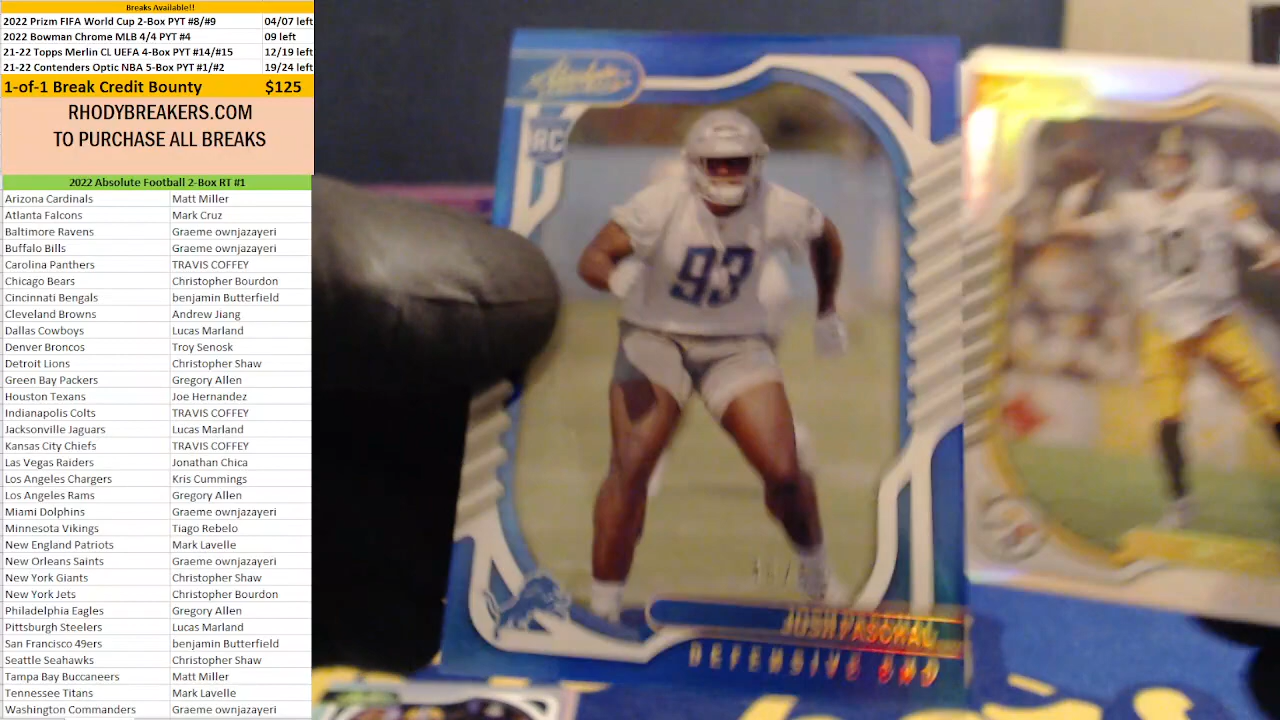 Breaks Available!!
2022 Prizm FIFA World Cup 2-Box PYT #8/#9 04/07 left
2022 Bowman Chrome MLB 4/4 PYT #4 09 left
21-22 Topps Merlin CL UEFA 4-Box PYT #14/#15 12/19 left
21-22 Contenders Optic NBA 5-Box PYT #1/#2 19/24 left
1-of-1 Break Credit Bounty $125
RHODYBREAKERS.COM
TO PURCHASE ALL BREAKS
2022 Absolute Football 2-Box RT #1
Arizona Cardinals Matt Miller
Atlanta Falcons Mark Cruz
Baltimore Ravens Graeme ownjazayeri
Buffalo Bills Graeme ownjazayeri
Carolina Panthers TRAVIS COFFEY
Chicago Bears Christopher Bourdon
Cincinnati Bengals benjamin Butterfield
Cleveland Browns Andrew Jiang
Dallas Cowboys Lucas Marland
Denver Broncos Troy Senosk
Detroit Lions Christopher Shaw
Green Bay Packers Gregory Allen
Houston Texans Joe Hernandez
Indianapolis Colts TRAVIS COFFEY
Jacksonville Jaguars Lucas Marland
Kansas City Chiefs TRAVIS COFFEY
Las Vegas Raiders Jonathan Chica
Los Angeles Chargers Kris Cummings
Los Angeles Rams Gregory Allen
Miami Dolphins Graeme ownjazayeri
Minnesota Vikings Tiago Rebelo
New England Patriots Mark Lavelle
New Orleans Saints Graeme ownjazayeri
New York Giants Christopher Shaw
New York Jets Christopher Bourdon
Philadelphia Eagles Gregory Allen
Pittsburgh Steelers Lucas Marland
San Francisco 49ers benjamin Butterfield
Seattle Seahawks Christopher Shaw
Tampa Bay Buccaneers Matt Miller
Tennessee Titans Mark Lavelle
Washington Commanders Graeme ownjazayeri
Absolute
RC
93
JOSH PASCHAL
DEFENSIVE END